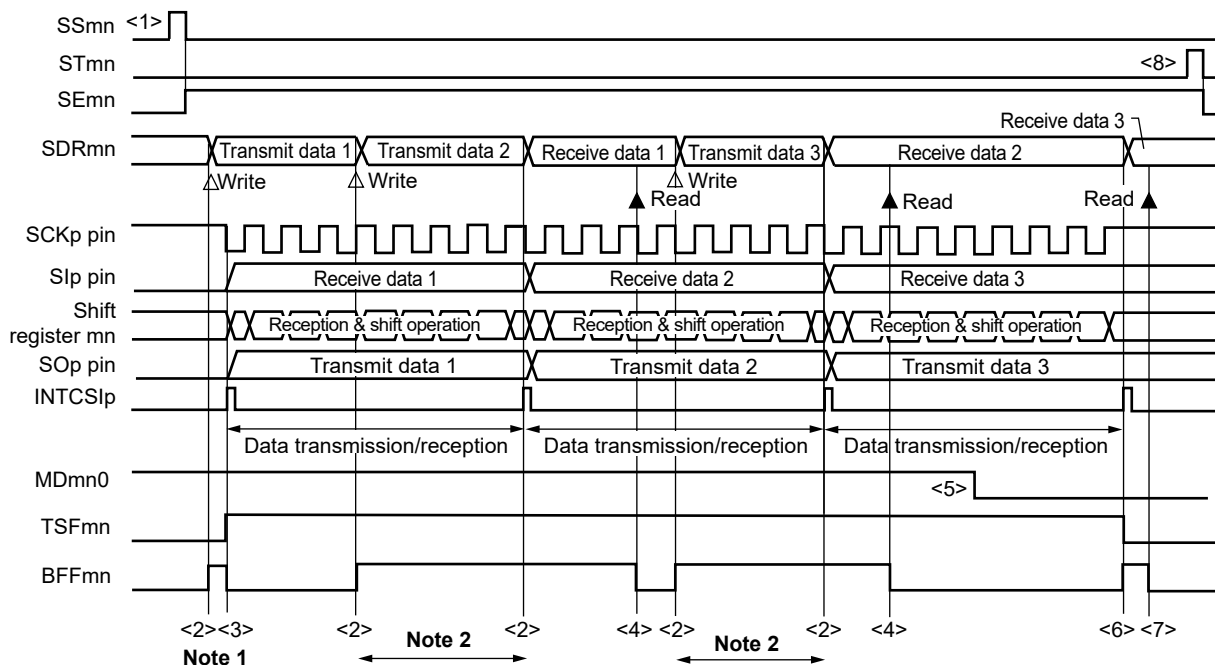 SSmn <1>
STmn <8>
SEmn
Receive data 3
SDRmn Transmit data 1 Transmit data 2 Receive data 1 Transmit data 3 Receive data 2
Write Write Write
Read Read Read
SCKp pin
SIp pin Receive data 1 Receive data 2 Receive data 3
Shift
register mn Reception & shift operation Reception & shift operation Reception & shift operation
SOp pin Transmit data 1 Transmit data 2 Transmit data 3
INTCSIp
Data transmission/reception Data transmission/reception Data transmission/reception
MDmn0 <5>
TSFmn
BFFmn
<2> <3> <2> <2> <4> <2> <2> <4> <6> <7>
Note 1 Note 2 Note 2